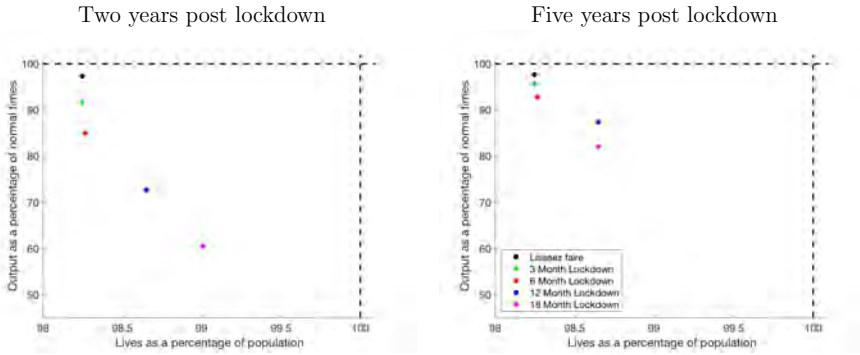 Two years post lockdown
Five years post lockdown
Output as a percentage of normal times
100
90
80
70
60
50
98
98.5
99
99.5
100
Lives as a percentage of population
Output as a percentage of normal times
100
90
80
70
60
50
Laissez faire
3 Month Lockdown
6 Month Lockdown
12 Month Lockdown
18 Month Lockdown
98
98.5
99
99.5
100
Lives as a percentage of population